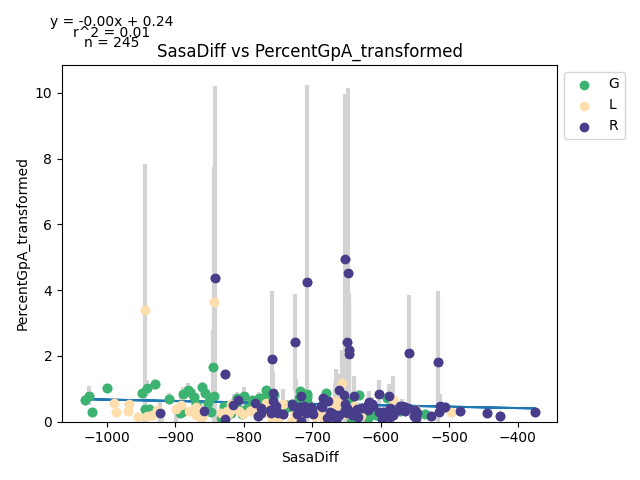 y = -0.00x + 0.24
r^2 = 0.01
n = 245
SasaDiff vs PercentGpA_transformed
10
8
6
4
2
0
PercentGpA_transformed
−1000
−900
−800
−700
−600
−500
−400
SasaDiff
G
L
R